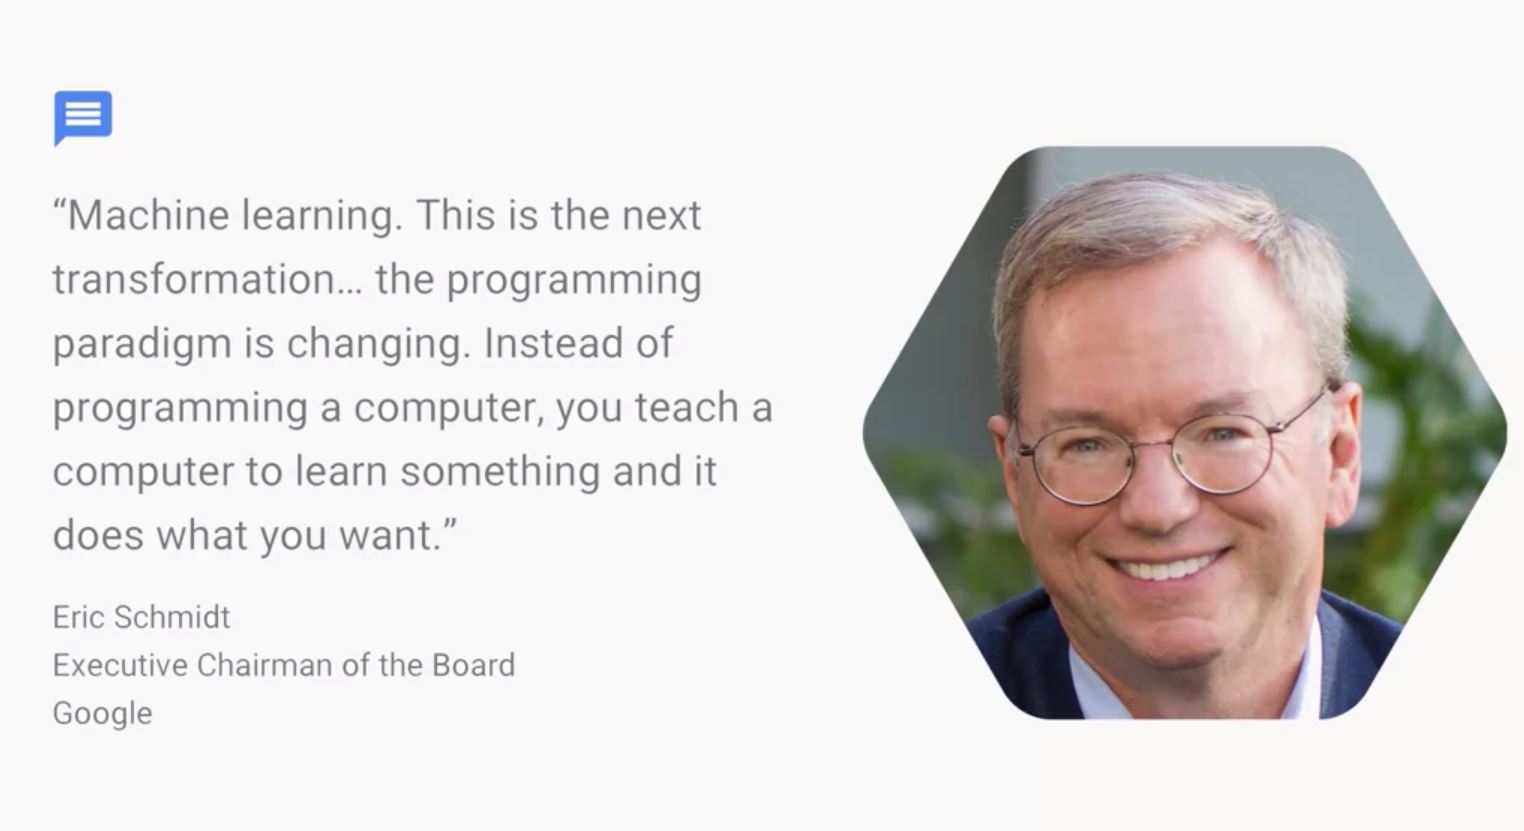 “Machine learning. This is the next
transformation… the programming
paradigm is changing. Instead of
programming a computer, you teach a
computer to learn something and it
does what you want.”
Eric Schmidt
Executive Chairman of the Board
Google